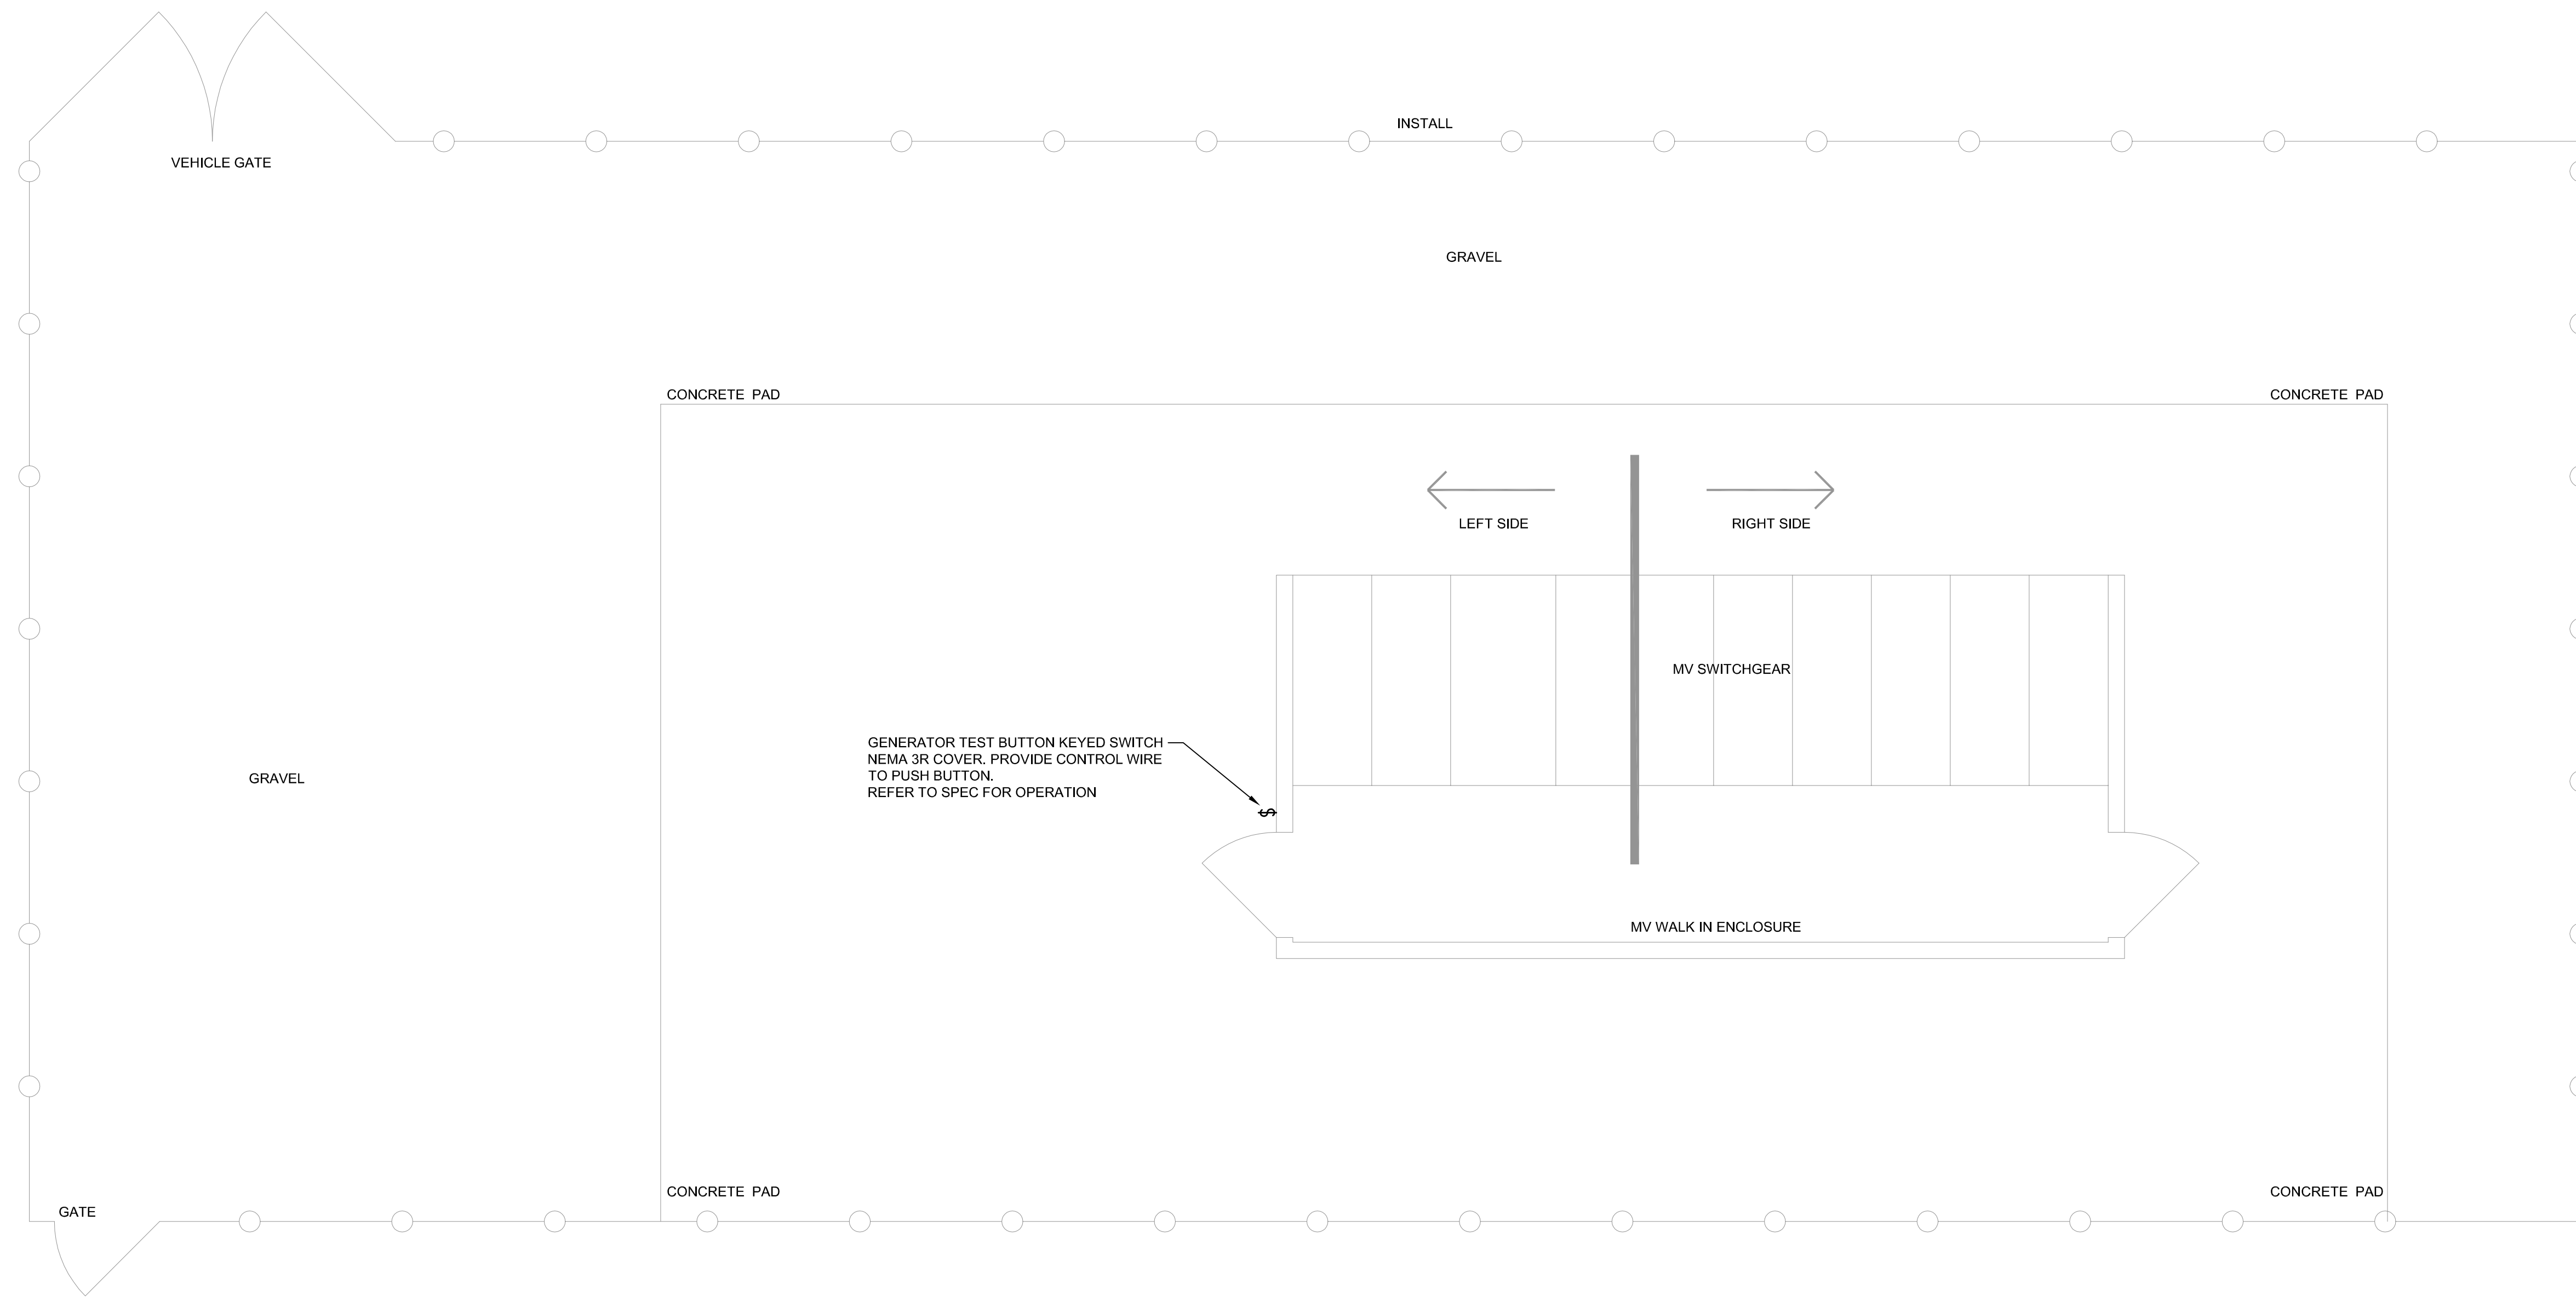 INSTALL
VEHICLE GATE
GRAVEL
CONCRETE PAD
CONCRETE PAD
LEFT SIDE
RIGHT SIDE
MV SWITCHGEAR
GENERATOR TEST BUTTON KEYED SWITCH
NEMA 3R COVER. PROVIDE CONTROL WIRE
TO PUSH BUTTON.
REFER TO SPEC FOR OPERATION
GRAVEL
$
MV WALK IN ENCLOSURE
CONCRETE PAD
CONCRETE PAD
GATE